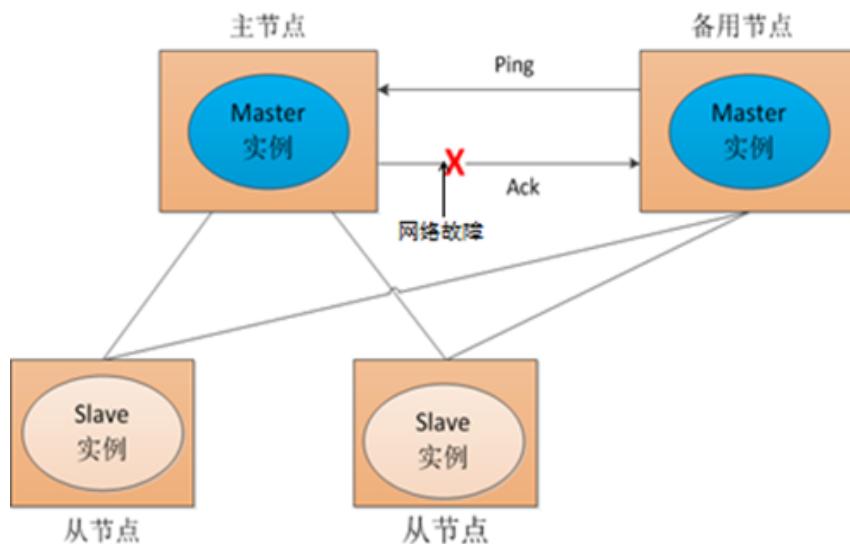 主节点
备用节点
Ping
Master
实例
Master
实例
X
Ack
网络故障
Slave
实例
Slave
实例
从节点
从节点